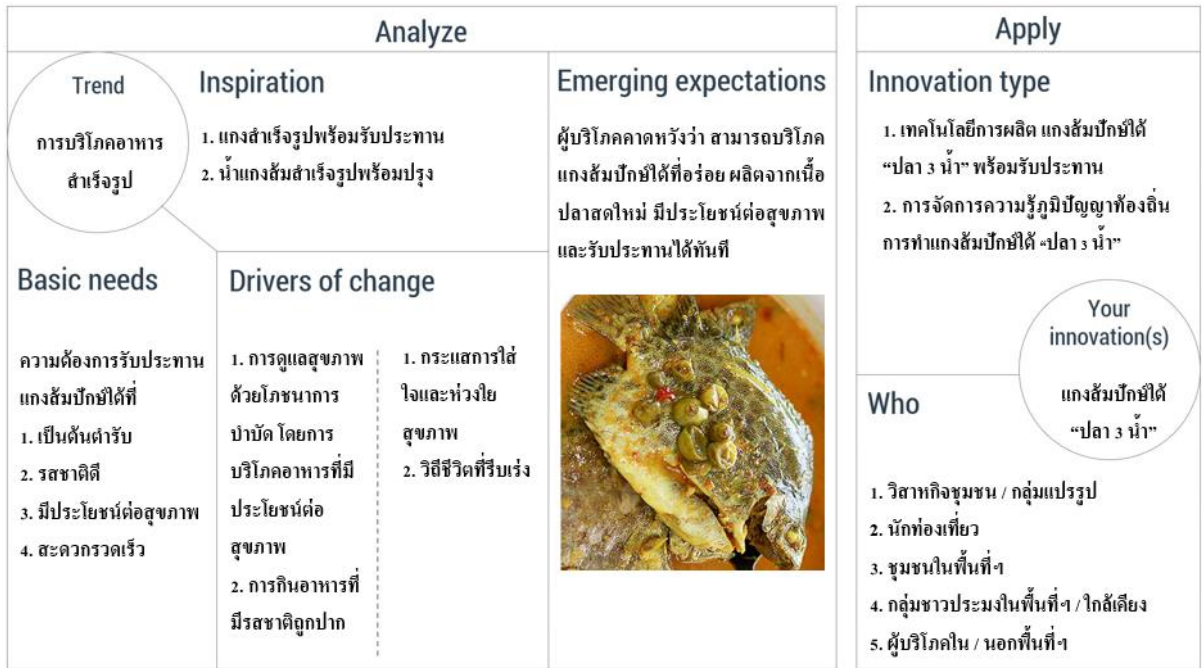 Analyze
Trend
การบริโภคอาหาร
สำเร็จรูป
Inspiration
1. แกงสำเร็จรูปพร้อมรับประทาน
2. น้ำแกงส้มสำเร็จรูปพร้อมปรุง
Emerging expectations
ผู้บริโภคคาดหวังว่า สามารถบริโภค
แกงส้มปักษ์ใต้ที่อร่อย ผลิตจากเนื้อ
ปลาสดใหม่ มีประโยชน์ต่อสุขภาพ
และรับประทานได้ทันที
Basic needs
ความต้องการรับประทาน
แกงส้มปักษ์ใต้ที่
1. เป็นต้นตำรับ
2. รสชาติดี
3. มีประโยชน์ต่อสุขภาพ
4. สะดวกรวดเร็ว
Drivers of change
1. การดูแลสุขภาพ
ด้วยโภชนาการ
บำบัด โดยการ
บริโภคอาหารที่มี
ประโยชน์ต่อ
สุขภาพ
2. การกินอาหารที่
มีรสชาติถูกปาก
1. กระแสการใส่
ใจและห่วงใย
สุขภาพ
2. วิถีชีวิตที่รีบเร่ง
Apply
Innovation type
1. เทคโนโลยีการผลิต แกงส้มปักษ์ใต้
“ปลา 3 น้ำ” พร้อมรับประทาน
2. การจัดการความรู้ภูมิปัญญาท้องถิ่น
การทำแกงส้มปักษ์ใต้ “ปลา 3 น้ำ”
Your
innovation(s)
แกงส้มปักษ์ใต้
“ปลา 3 น้ำ”
Who
1. วิสาหกิจชุมชน / กลุ่มแปรรูป
2. นักท่องเที่ยว
3. ชุมชนในพื้นที่ฯ
4. กลุ่มชาวประมงในพื้นที่ฯ / ใกล้เคียง
5. ผู้บริโภคใน / นอกพื้นที่ฯ